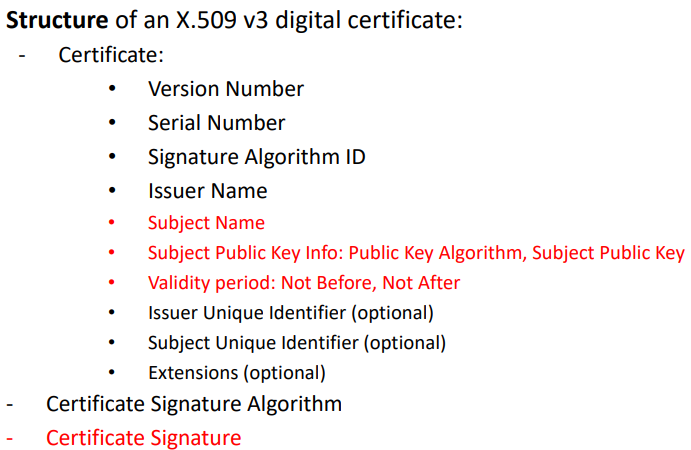 Structure of an X.509 v3 digital certificate:
- Certificate:
• Version Number
• Serial Number
• Signature Algorithm ID
• Issuer Name
• Subject Name
• Subject Public Key Info: Public Key Algorithm, Subject Public Key
• Validity period: Not Before, Not After
• Issuer Unique Identifier (optional)
• Subject Unique Identifier (optional)
• Extensions (optional)
- Certificate Signature Algorithm
- Certificate Signature